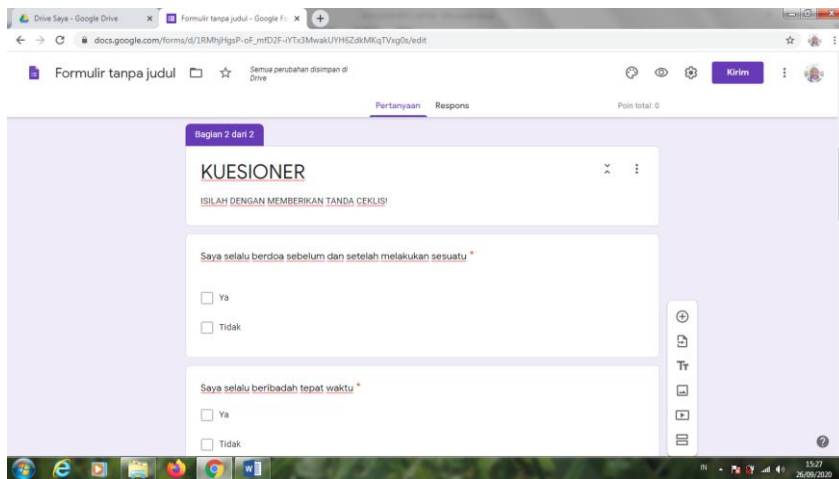 Drive Saya - Google Drive
Formulir tanpa judul - Google Fo
docs.google.com/forms/d/1RMhjHgsP-oF_mfD2F-iYTx3MwakUYH6ZdkMKqTVxg0s/edit
Formulir tanpa judul
Semua perubahan disimpan di
Drive
Kirim
Pertanyaan
Respons
Poin total: 0
Bagian 2 dari 2
KUESIONER
ISILAH DENGAN MEMBERIKAN TANDA CEKLIS!
Saya selalu berdoa sebelum dan setelah melakukan sesuatu *
Ya
Tidak
Tт
Saya selalu beribadah tepat waktu *
Ya
Tidak
IN
15:27
26/09/2020